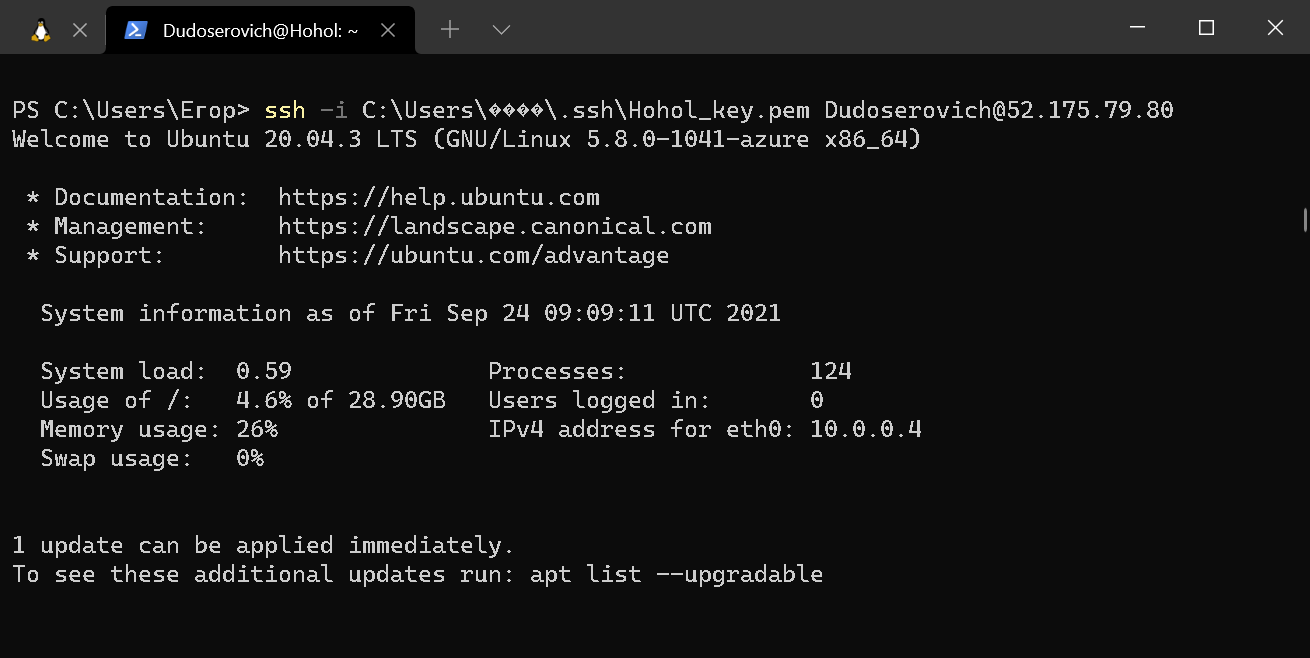 Dudoserovich@Hohol: ~
PS C:\Users\Егор> ssh -i C:\Users\����\.ssh\Hohol_key.pem Dudoserovich@52.175.79.80
Welcome to Ubuntu 20.04.3 LTS (GNU/Linux 5.8.0-1041-azure x86_64)
* Documentation: https://help.ubuntu.com
* Management: https://landscape.canonical.com
* Support: https://ubuntu.com/advantage
System information as of Fri Sep 24 09:09:11 UTC 2021
System load: 0.59 Processes: 124
Usage of /: 4.6% of 28.90GB Users logged in: 0
Memory usage: 26% IPv4 address for eth0: 10.0.0.4
Swap usage: 0%
1 update can be applied immediately.
To see these additional updates run: apt list --upgradable